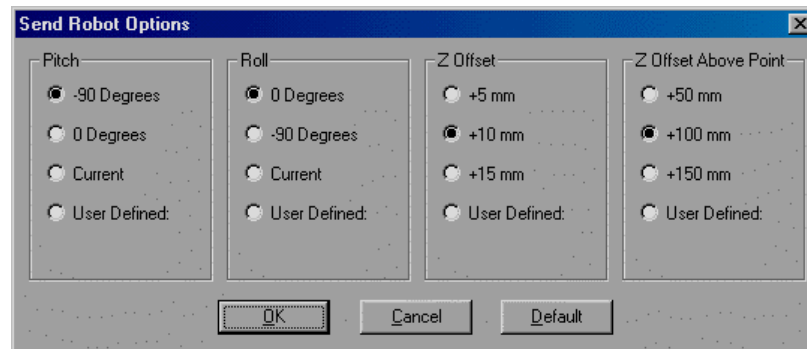 Send Robot Options
Pitch
-90 Degrees
0 Degrees
Current
User Defined:
Roll
0 Degrees
-90 Degrees
Current
User Defined:
Z Offset
+5 mm
+10 mm
+15 mm
User Defined:
Z Offset Above Point
+50 mm
+100 mm
+150 mm
User Defined:
OK
Cancel
Default